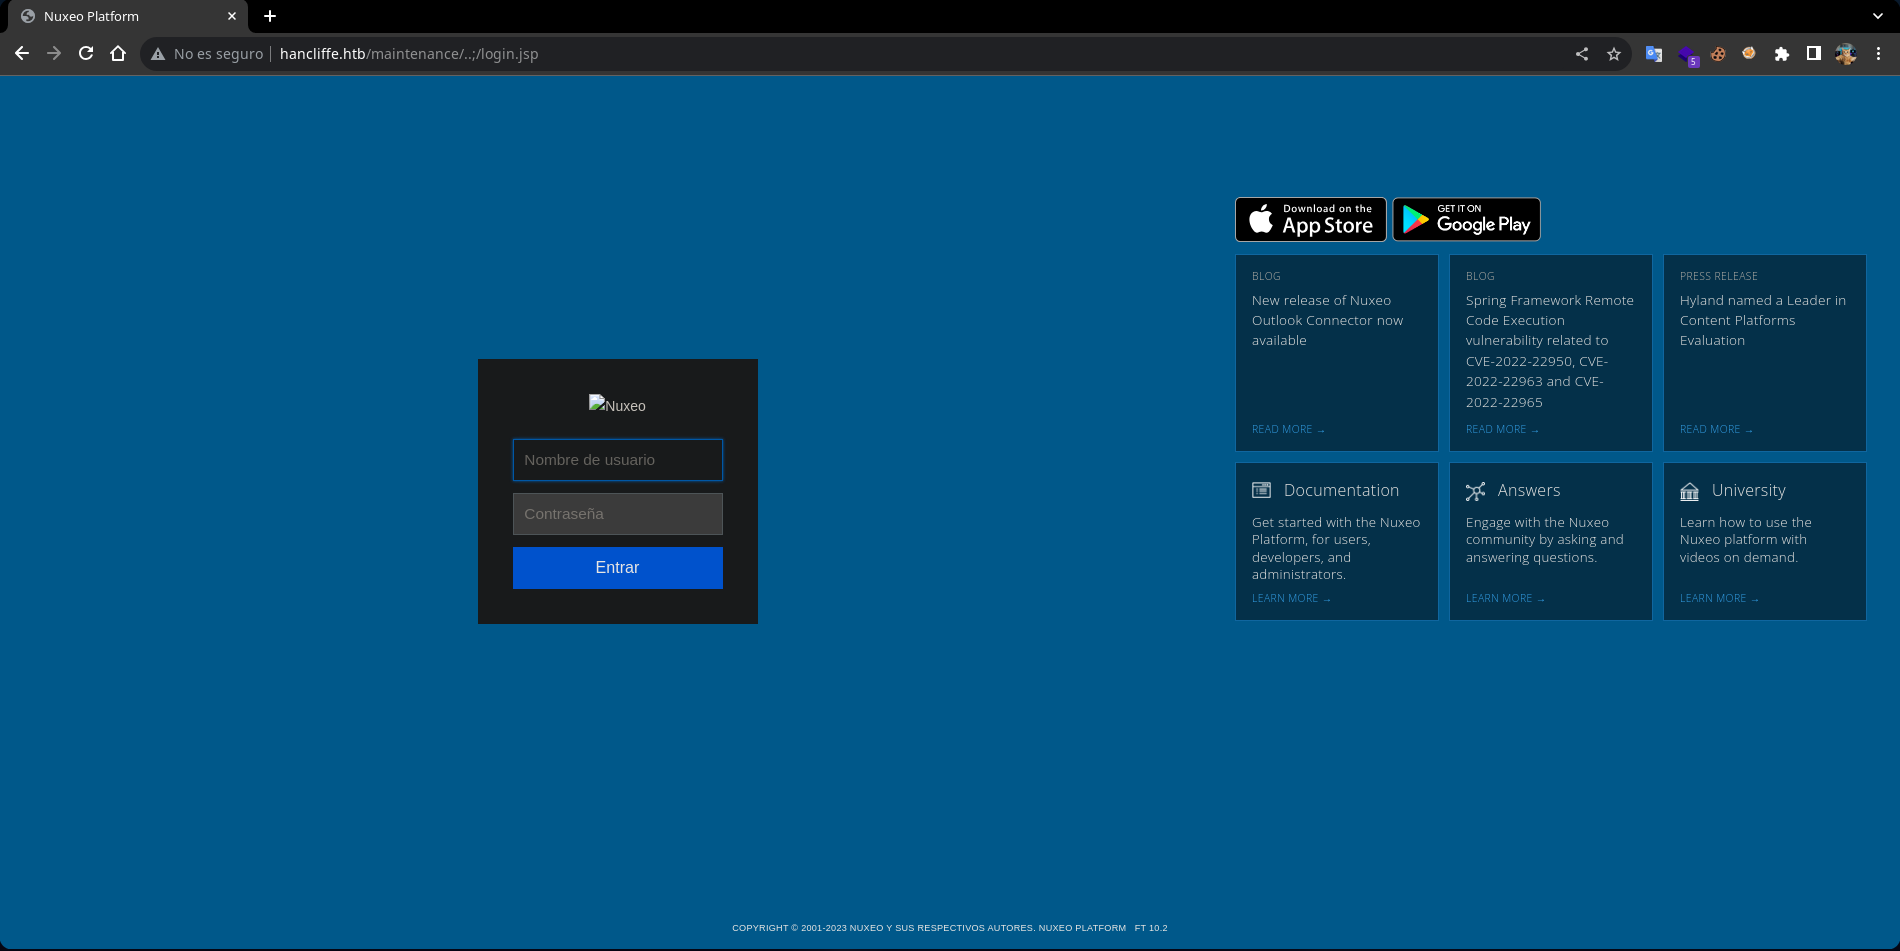 Nuxeo Platform
No es seguro
hancliffe.htb/maintenance/..;/login.jsp
5
Nuxeo
Nombre de usuario
Contraseña
Entrar
Download on the
App Store
GET IT ON
Google Play
BLOG
New release of Nuxeo
Outlook Connector now
available
READ MORE →
BLOG
Spring Framework Remote
Code Execution
vulnerability related to
CVE-2022-22950, CVE-
2022-22963 and CVE-
2022-22965
READ MORE →
PRESS RELEASE
Hyland named a Leader in
Content Platforms
Evaluation
READ MORE →
Documentation
Get started with the Nuxeo
Platform, for users,
developers, and
administrators.
LEARN MORE →
Answers
Engage with the Nuxeo
community by asking and
answering questions.
LEARN MORE →
University
Learn how to use the
Nuxeo platform with
videos on demand.
LEARN MORE →
COPYRIGHT © 2001-2023 NUXEO Y SUS RESPECTIVOS AUTORES. NUXEO PLATFORM FT 10.2